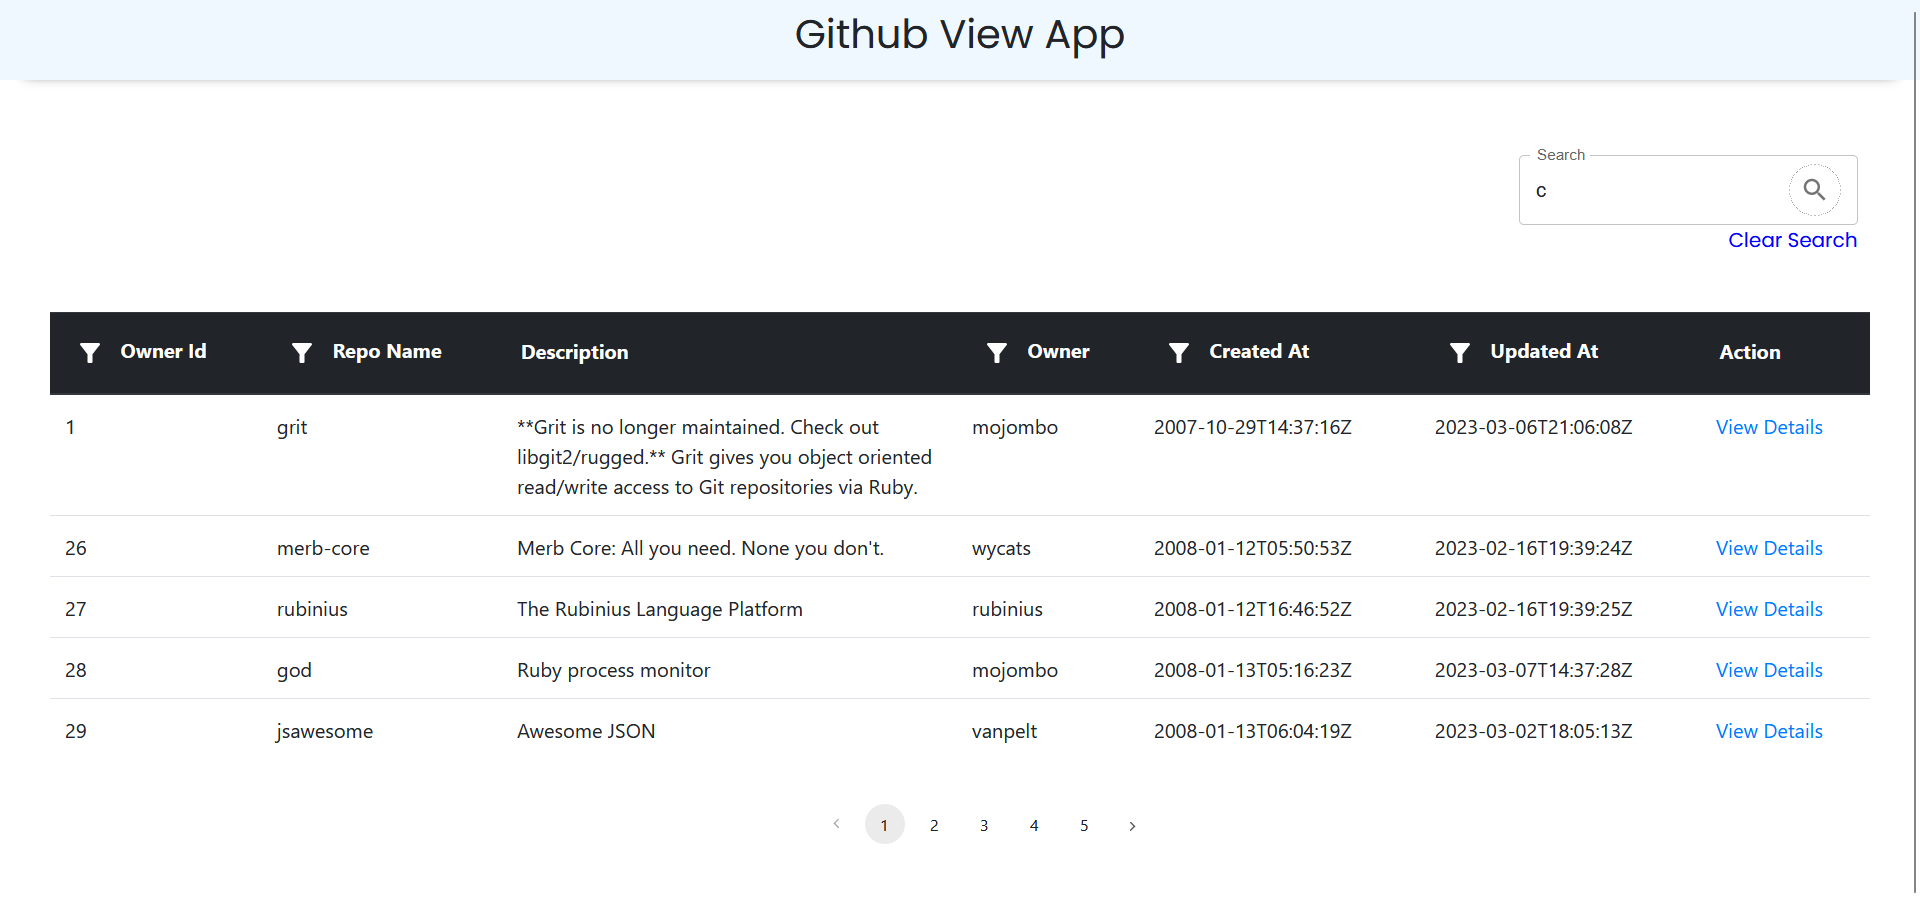 Github View App
Search
c
Clear Search
Owner Id Repo Name Description Owner Created At Updated At Action
1 grit **Grit is no longer maintained. Check out mojombo 2007-10-29T14:37:16Z 2023-03-06T21:06:08Z View Details
libgit2/rugged.** Grit gives you object oriented
read/write access to Git repositories via Ruby.
26 merb-core Merb Core: All you need. None you don't. wycats 2008-01-12T05:50:53Z 2023-02-16T19:39:24Z View Details
27 rubinius The Rubinius Language Platform rubinius 2008-01-12T16:46:52Z 2023-02-16T19:39:25Z View Details
28 god Ruby process monitor mojombo 2008-01-13T05:16:23Z 2023-03-07T14:37:28Z View Details
29 jsawesome Awesome JSON vanpelt 2008-01-13T06:04:19Z 2023-03-02T18:05:13Z View Details
1 2 3 4 5